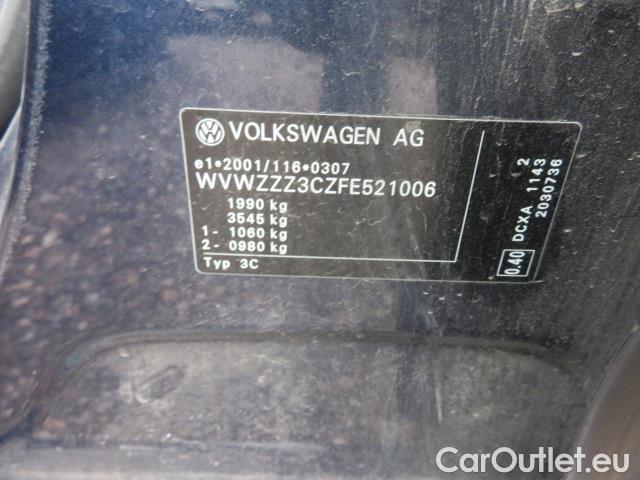 VOLKSWAGEN AG
e1*2001/116*0307
WVWZZZ3CZFE521006
1990 kg
3545 kg
1- 1060 kg
2- 0980 kg
Typ 3C
0.40 DCXA 1143 2
2030736
CarOutlet.eu